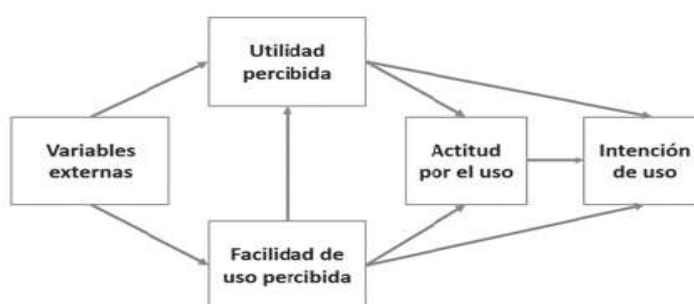 Utilidad
percibida
Variables
externas
Actitud
por el uso
Intención
de uso
Facilidad de
uso percibida